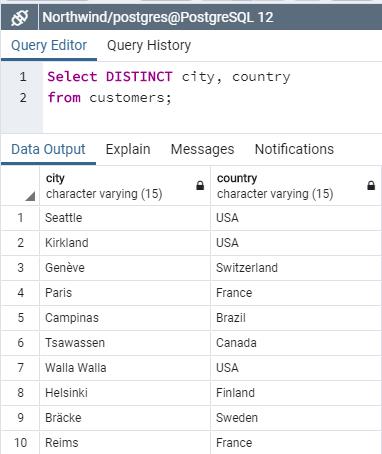 Northwind/postgres@PostgreSQL 12
Query Editor Query History
1 Select DISTINCT city, country
2 from customers;
Data Output Explain Messages Notifications
city country
character varying (15) character varying (15)
1 Seattle USA
2 Kirkland USA
3 Genève Switzerland
4 Paris France
5 Campinas Brazil
6 Tsawassen Canada
7 Walla Walla USA
8 Helsinki Finland
9 Bräcke Sweden
10 Reims France